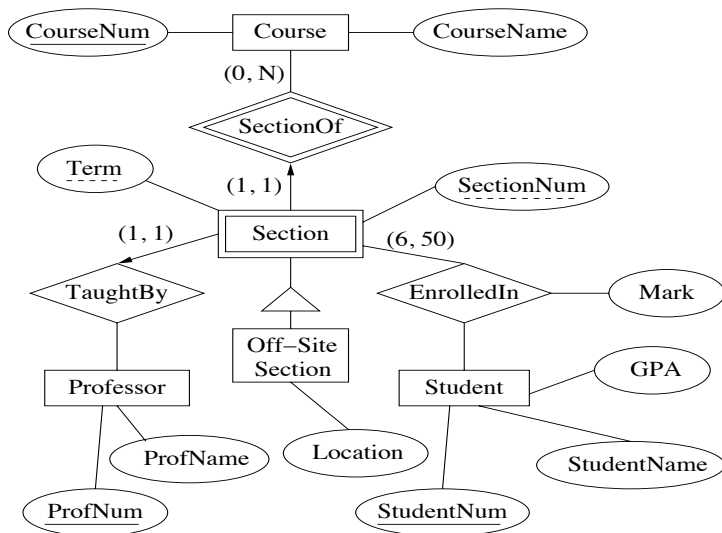 CourseNum
Course
CourseName
(0, N)
SectionOf
Term
(1, 1)
SectionNum
(1, 1)
Section
(6, 50)
TaughtBy
EnrolledIn
Mark
Off-Site
Section
Professor
Student
GPA
ProfName
Location
StudentName
ProfNum
StudentNum